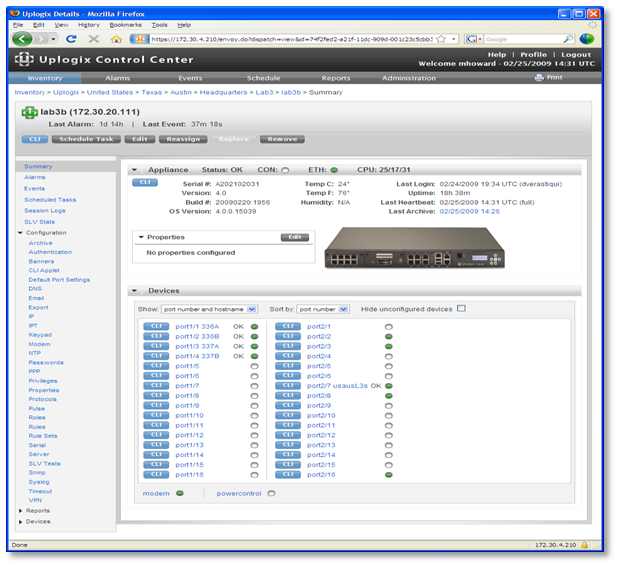 Uplogix Details - Mozilla Firefox
File Edit View History Bookmarks Tools Help
https://172.30.4.210/envoy.do?dispatch=view&id=74f2fed2-a21f-11dc-909d-001c23c5cbb3 Google
Uplogix Control Center
Help | Profile | Logout
Welcome mhoward - 02/25/2009 14:31 UTC
Inventory Alarms Events Schedule Reports Administration Print
Inventory > Uplogix > United States > Texas > Austin > Headquarters > Lab3 > lab3b > Summary
lab3b (172.30.20.111)
Last Alarm: 1d 14h | Last Event: 37m 18s
CLI Schedule Task Edit Reassign Replace Remove
Summary
Alarms
Events
Scheduled Tasks
Session Logs
SLV Stats
Configuration
Archive
Authentication
Banners
CLI Applet
Default Port Settings
DNS
Email
Export
IP
IPT
Keypad
Modem
NTP
Passwords
PPP
Privileges
Properties
Protocols
Pulse
Roles
Rules
Rule Sets
Serial
Server
SLV Tests
Snmp
Syslog
Timeout
VPN
Reports
Devices
Appliance Status: OK CON: ETH: CPU: 25/17/31
CLI
Serial #: A202102031 Temp C: 24° Last Login: 02/24/2009 19:34 UTC (dverastiqui)
Version: 4.0 Temp F: 76° Uptime: 18h 38m
Build #: 20090220:1956 Humidity: N/A Last Heartbeat: 02/25/2009 14:31 UTC (full)
OS Version: 4.0.0.15039 Last Archive: 02/25/2009 14:26
Properties Edit
No properties configured
Devices
Show: port number and hostname Sort by: port number Hide unconfigured devices
CLI port1/1 336A OK CLI port2/1
CLI port1/2 336B OK CLI port2/2
CLI port1/3 337A OK CLI port2/3
CLI port1/4 337B OK CLI port2/4
CLI port1/5 CLI port2/5
CLI port1/6 CLI port2/6
CLI port1/7 CLI port2/7 usausL3s OK
CLI port1/8 CLI port2/8
CLI port1/9 CLI port2/9
CLI port1/10 CLI port2/10
CLI port1/11 CLI port2/11
CLI port1/12 CLI port2/12
CLI port1/13 CLI port2/13
CLI port1/14 CLI port2/14
CLI port1/15 CLI port2/15
CLI port1/16 CLI port2/16
modem powercontrol
Done 172.30.4.210